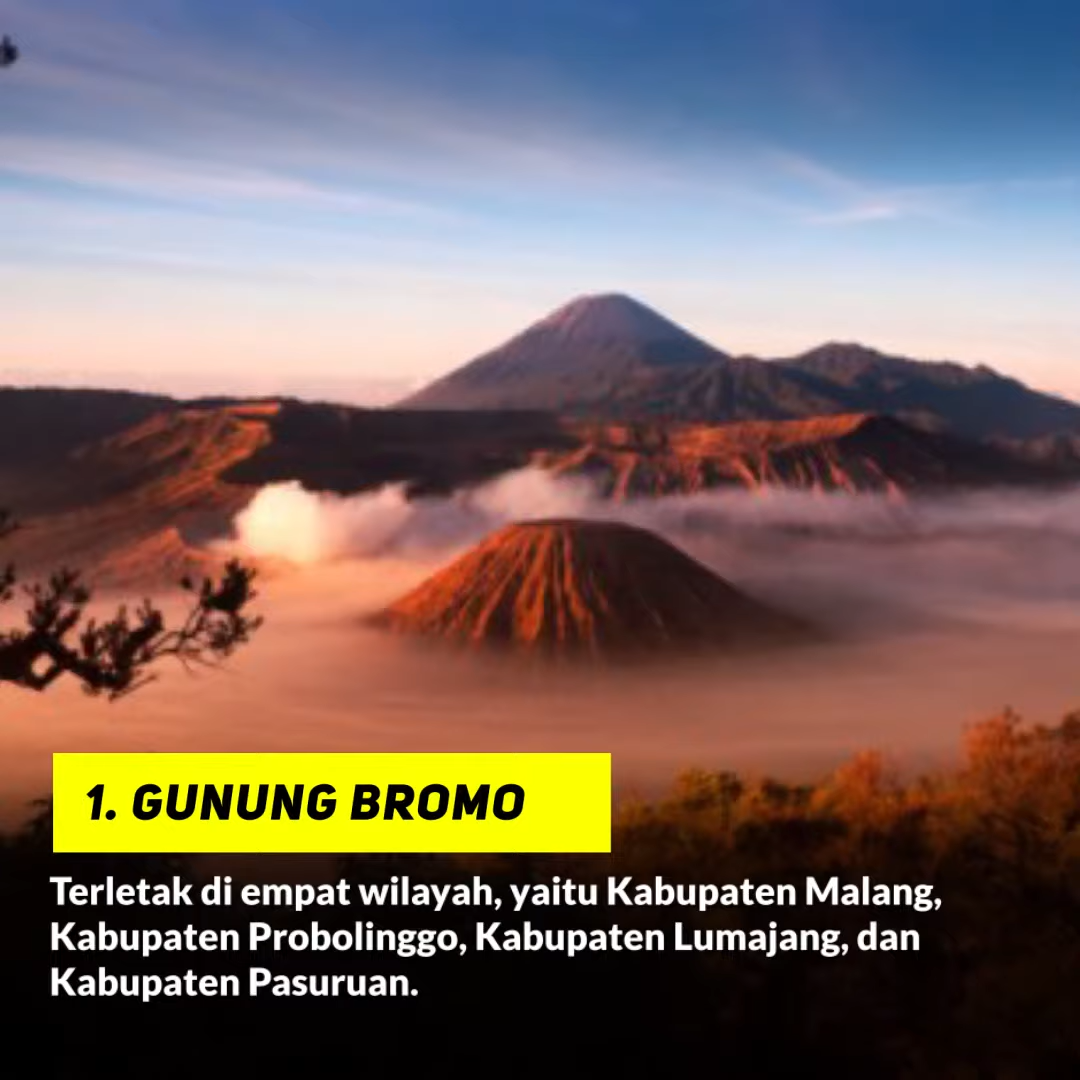 1. GUNUNG BROMO
Terletak di empat wilayah, yaitu Kabupaten Malang,
Kabupaten Probolinggo, Kabupaten Lumajang, dan
Kabupaten Pasuruan.